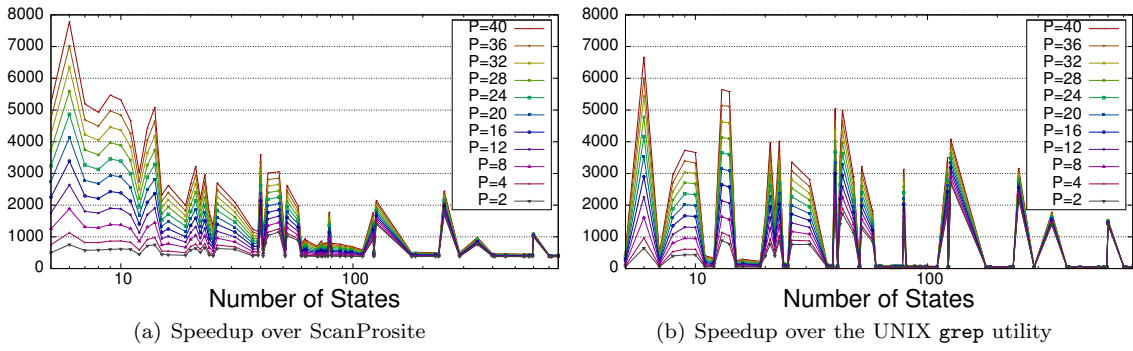 8000
7000
6000
5000
4000
3000
2000
1000
0
10
100
Number of States
P=40
P=36
P=32
P=28
P=24
P=20
P=16
P=12
P=8
P=4
P=2
(a) Speedup over ScanProsite
8000
7000
6000
5000
4000
3000
2000
1000
0
10
100
Number of States
P=40
P=36
P=32
P=28
P=24
P=20
P=16
P=12
P=8
P=4
P=2
(b) Speedup over the UNIX grep utility